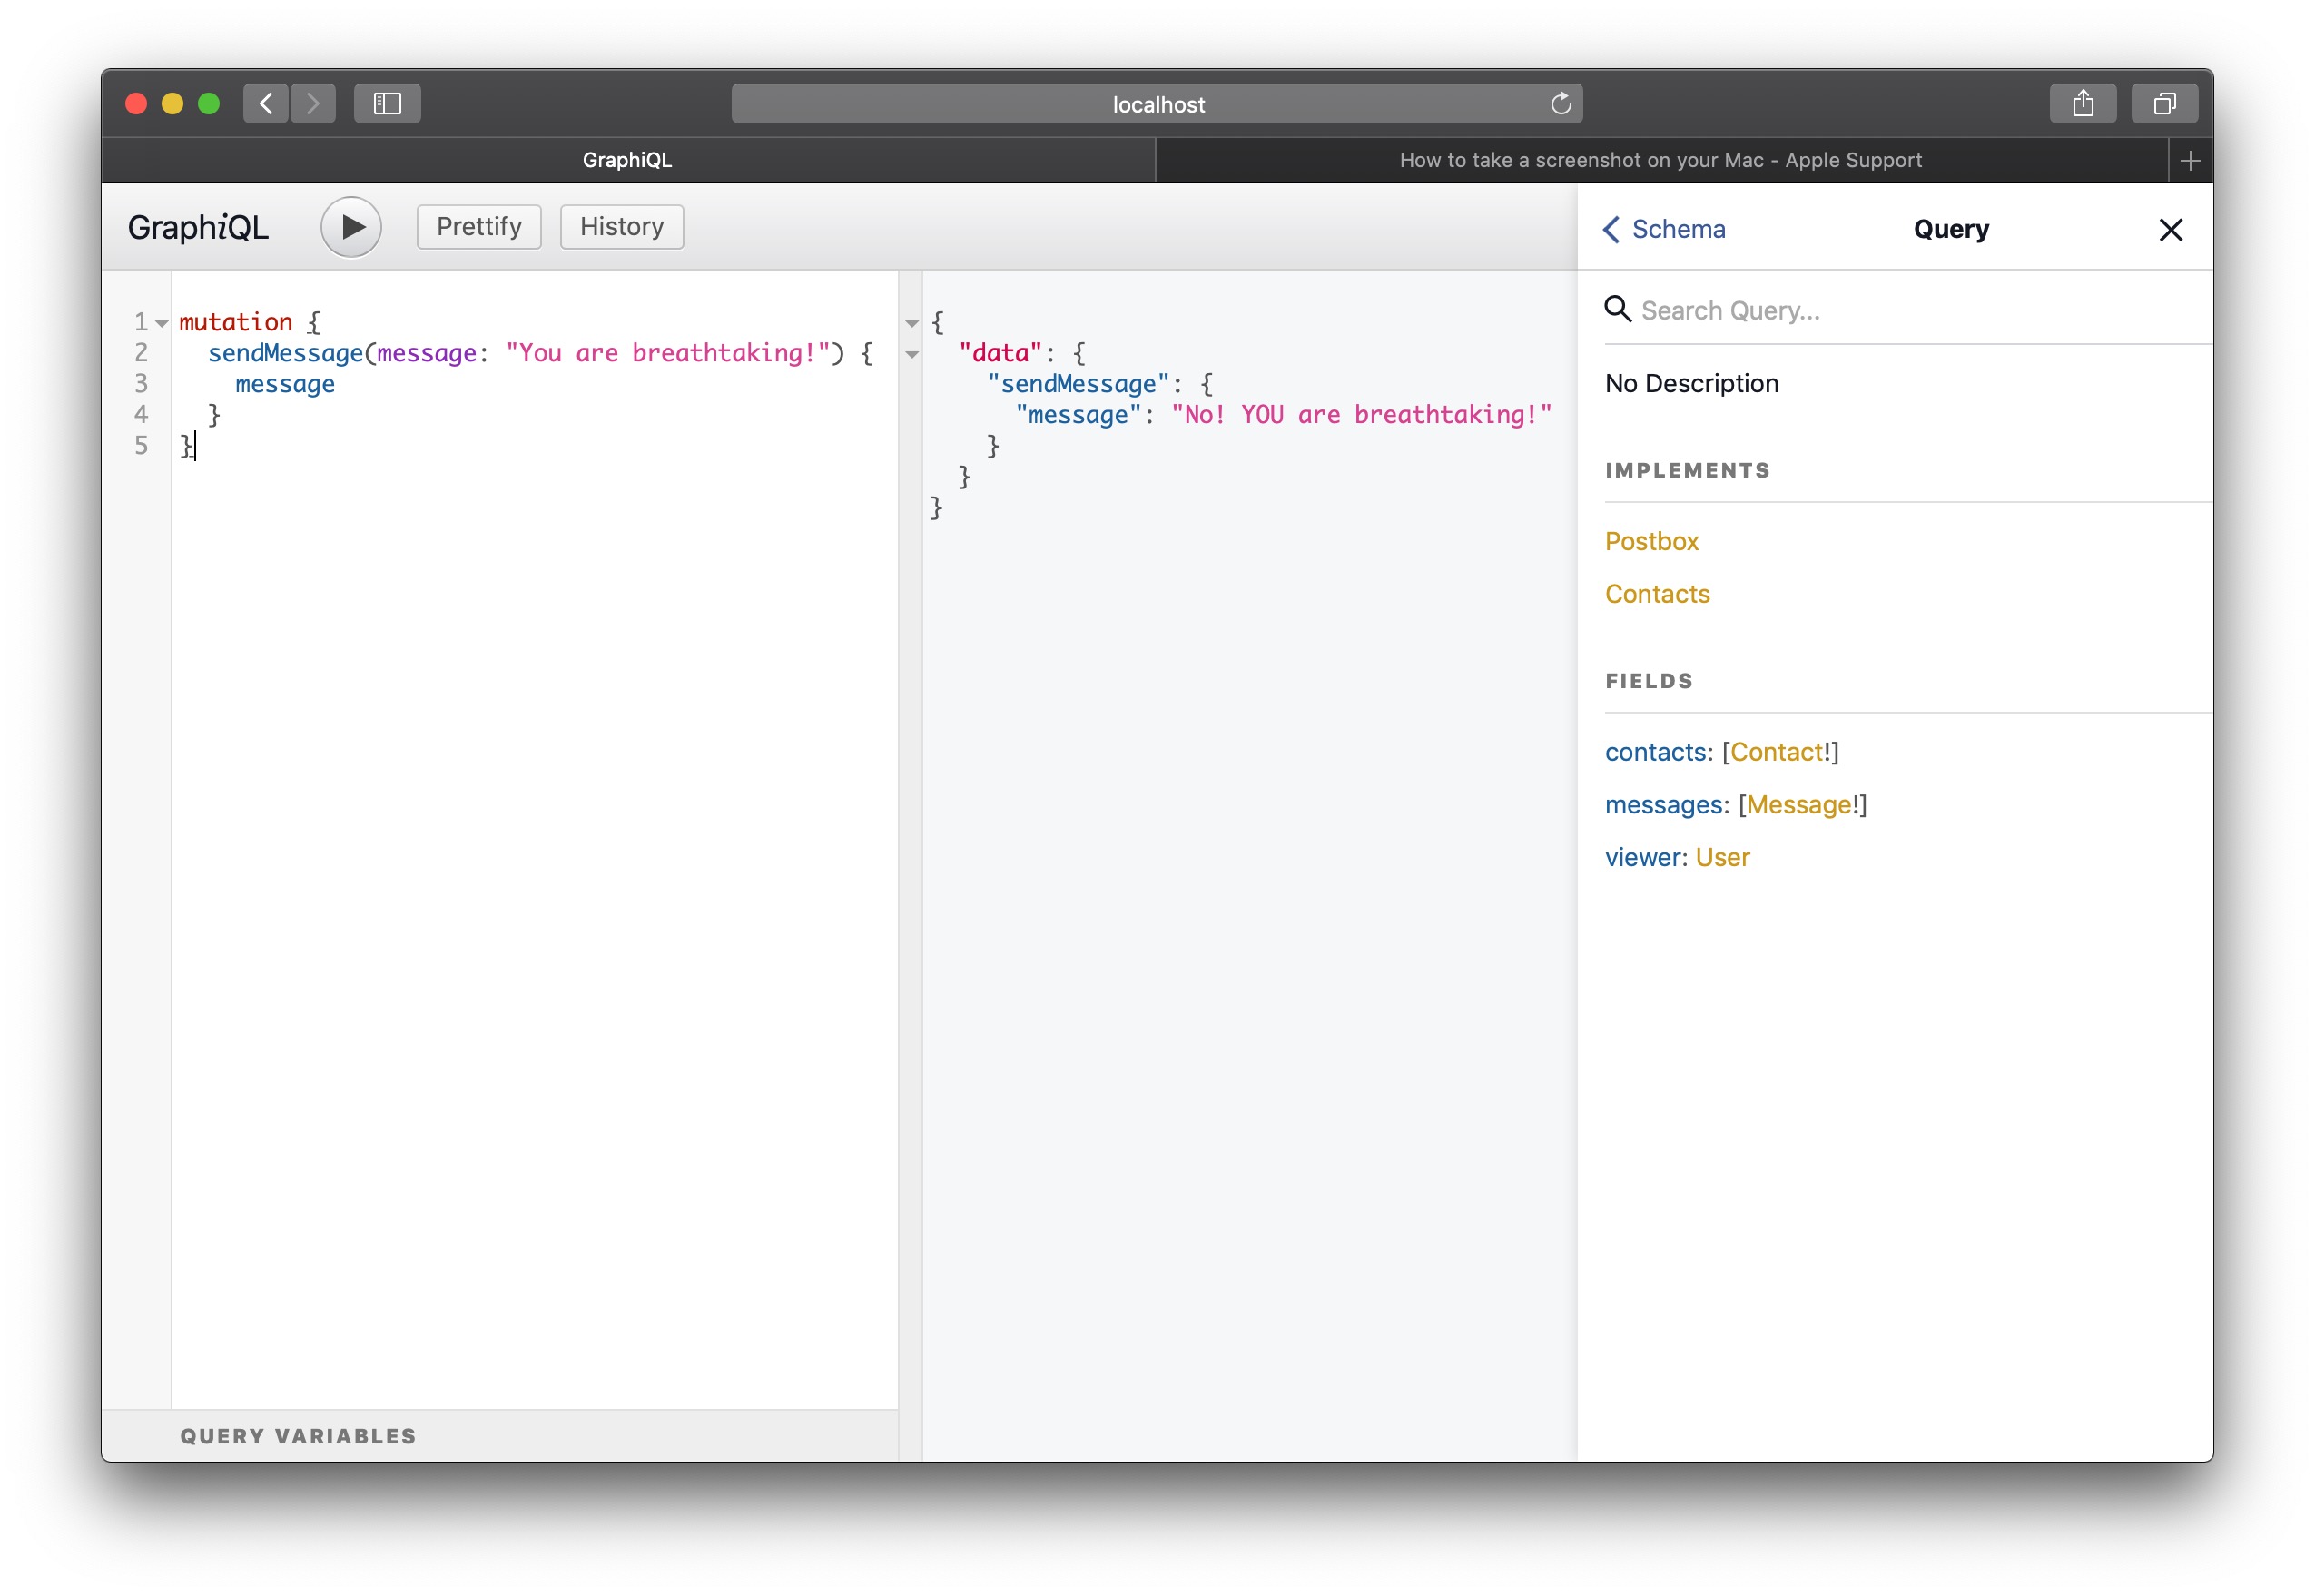 localhost
GraphiQL
How to take a screenshot on your Mac - Apple Support
GraphiQL
Prettify
History
Schema
Query
1 mutation {
2   sendMessage(message: "You are breathtaking!") {
3     message
4   }
5 }
{
  "data": {
    "sendMessage": {
      "message": "No! YOU are breathtaking!"
    }
  }
}
QUERY VARIABLES
Search Query...
No Description
IMPLEMENTS
Postbox
Contacts
FIELDS
contacts: [Contact!]
messages: [Message!]
viewer: User